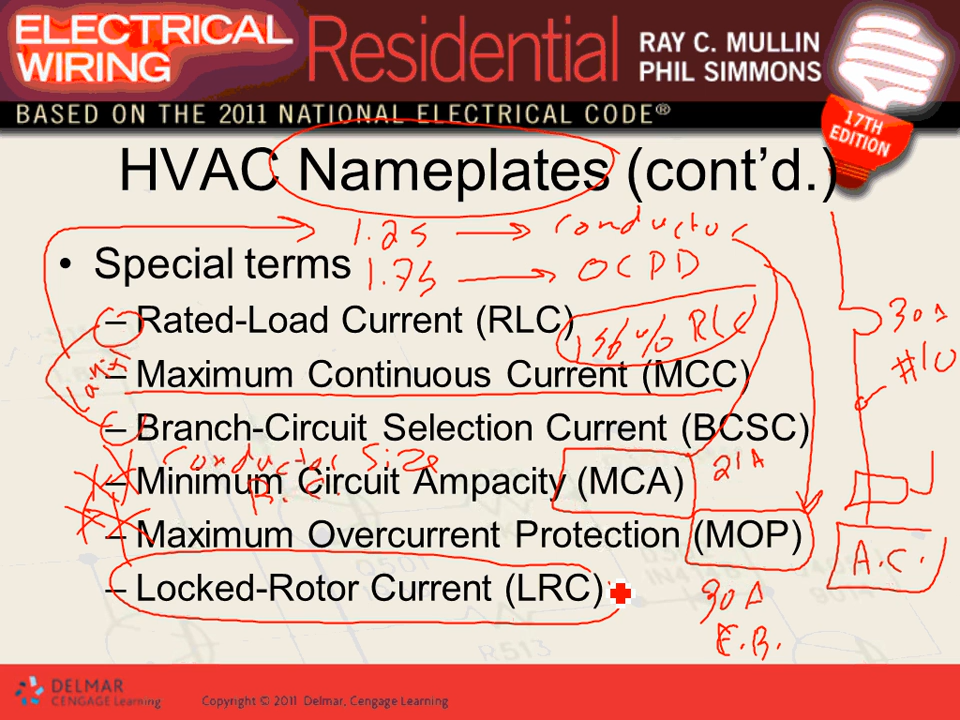 ELECTRICAL WIRING Residential RAY C. MULLIN
PHIL SIMMONS
BASED ON THE 2011 NATIONAL ELECTRICAL CODE®
17TH EDITION
HVAC Nameplates (cont’d.)
1.25 → conductor
• Special terms
1.75 → OCPD
– Rated-Load Current (RLC)
156% RLC
30A
– Maximum Continuous Current (MCC)
#10
– Branch-Circuit Selection Current (BCSC)
Conductor Size
21A
– Minimum Circuit Ampacity (MCA)
– Maximum Overcurrent Protection (MOP)
A.C.
– Locked-Rotor Current (LRC)
30A
DELMAR
CENGAGE Learning
Copyright © 2011 Delmar, Cengage Learning